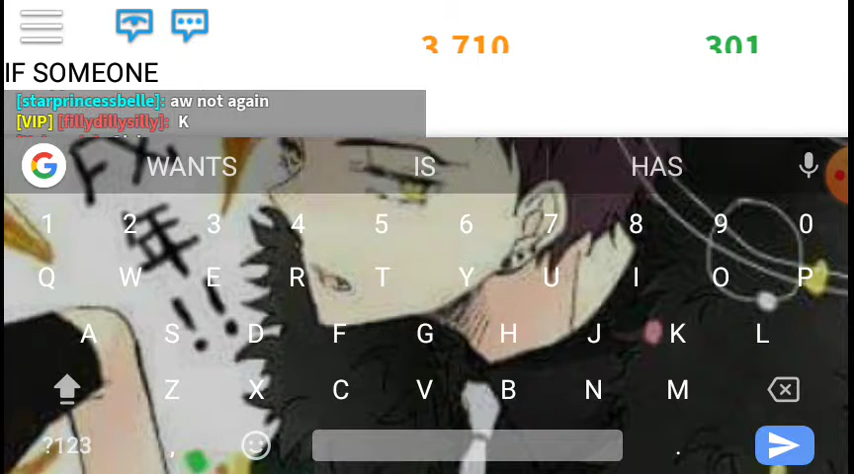 3,710 301
IF SOMEONE
[starprincessbelle]: aw not again
[VIP] [fillydillysilly]: K
G WANTS IS HAS
年!!
1 2 3 4 5 6 7 8 9 0
Q W E R T Y U I O P
A S D F G H J K L
Z X C V B N M
?123 , .